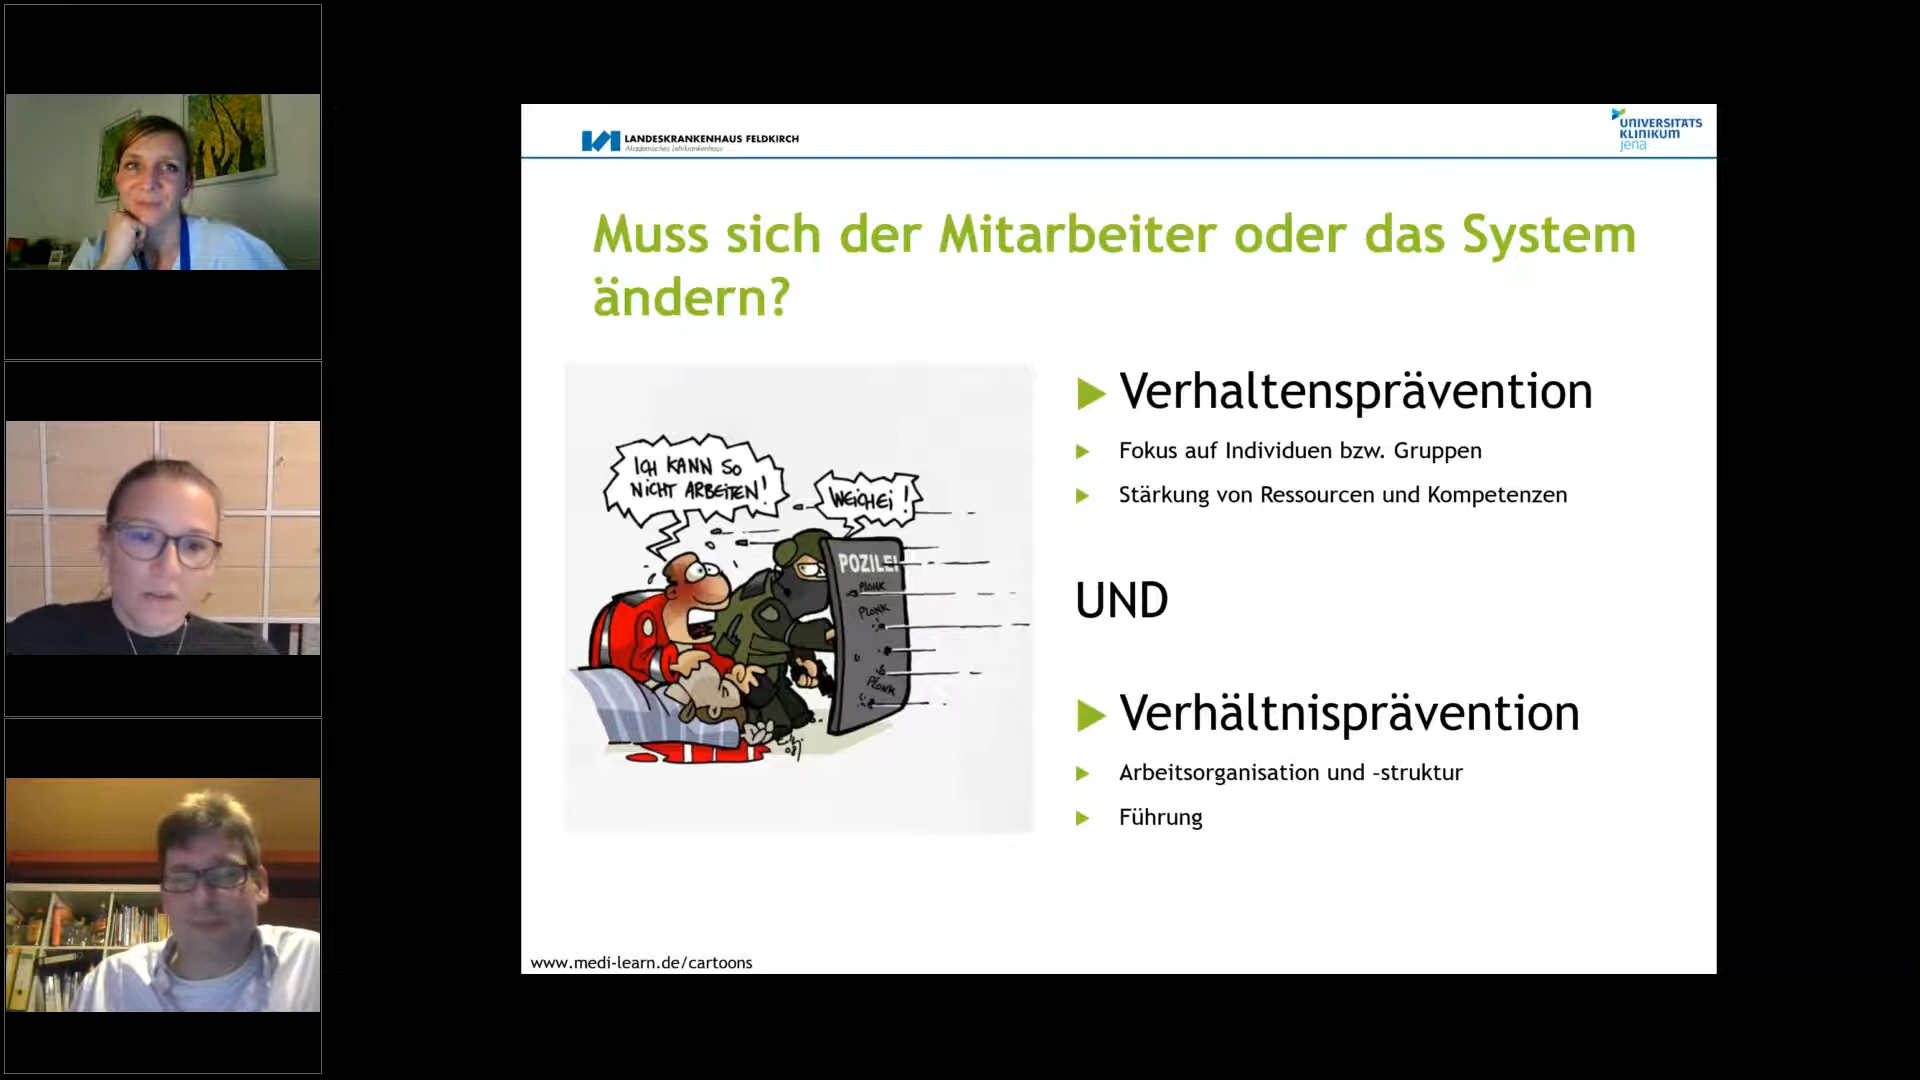 LANDESKRANKENHAUS FELDKIRCH
Akademisches Lehrkrankenhaus
UNIVERSITÄTS
KLINIKUM
jena
Muss sich der Mitarbeiter oder das System
ändern?
ICH KANN SO
NICHT ARBEITEN!
WEICHEI!
POZILEI
PLONK
PLONK
PLONK
Verhaltensprävention
Fokus auf Individuen bzw. Gruppen
Stärkung von Ressourcen und Kompetenzen
UND
Verhältnisprävention
Arbeitsorganisation und -struktur
Führung
www.medi-learn.de/cartoons